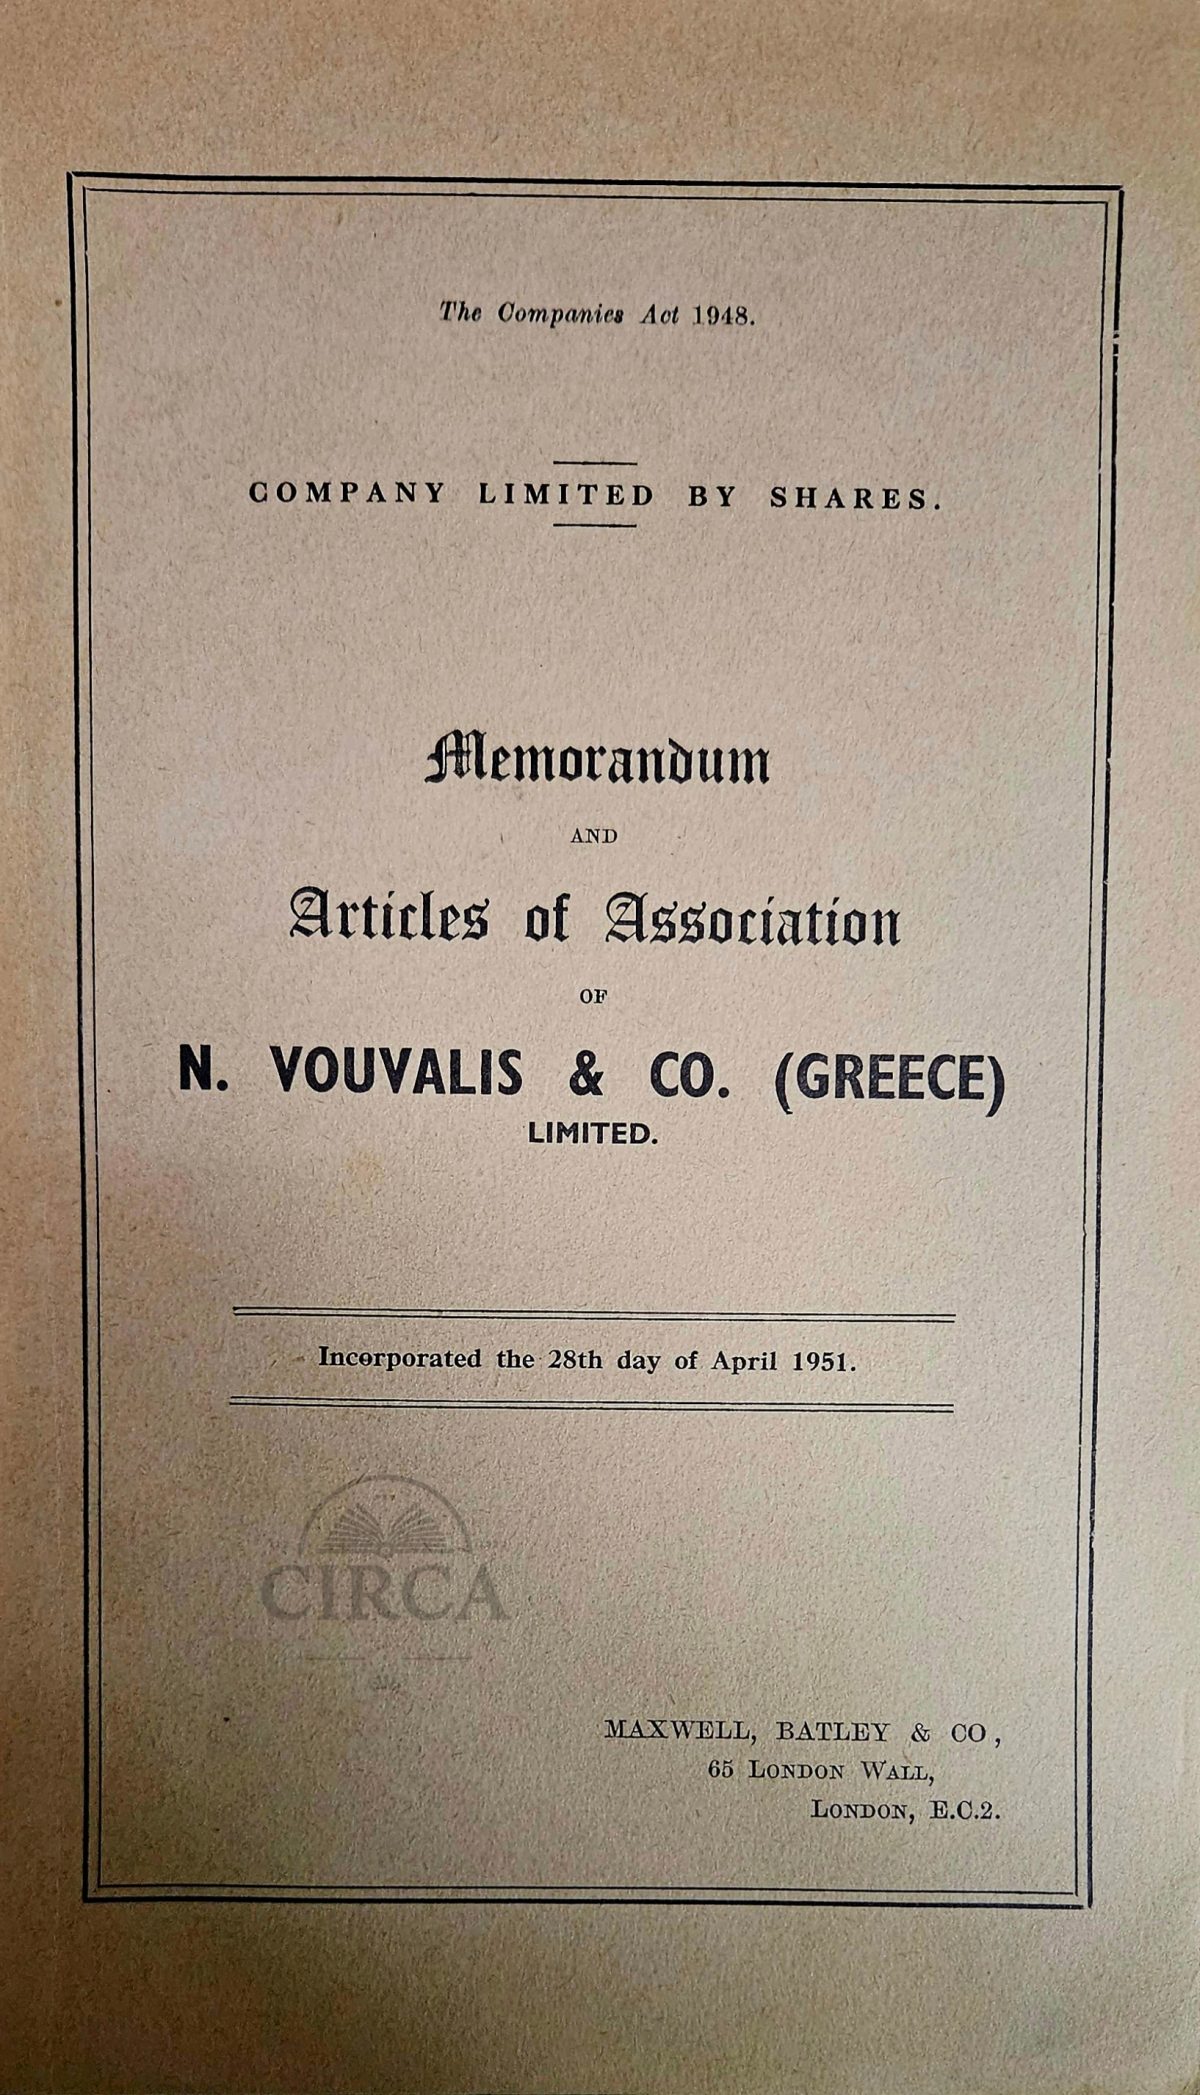 The Companies Act 1948.
COMPANY LIMITED BY SHARES.
Memorandum
AND
Articles of Association
OF
N. VOUVALIS & CO. (GREECE)
LIMITED.
Incorporated the 28th day of April 1951.
CIRCA
MAXWELL, BATLEY & CO,
65 LONDON WALL,
LONDON, E.C.2.